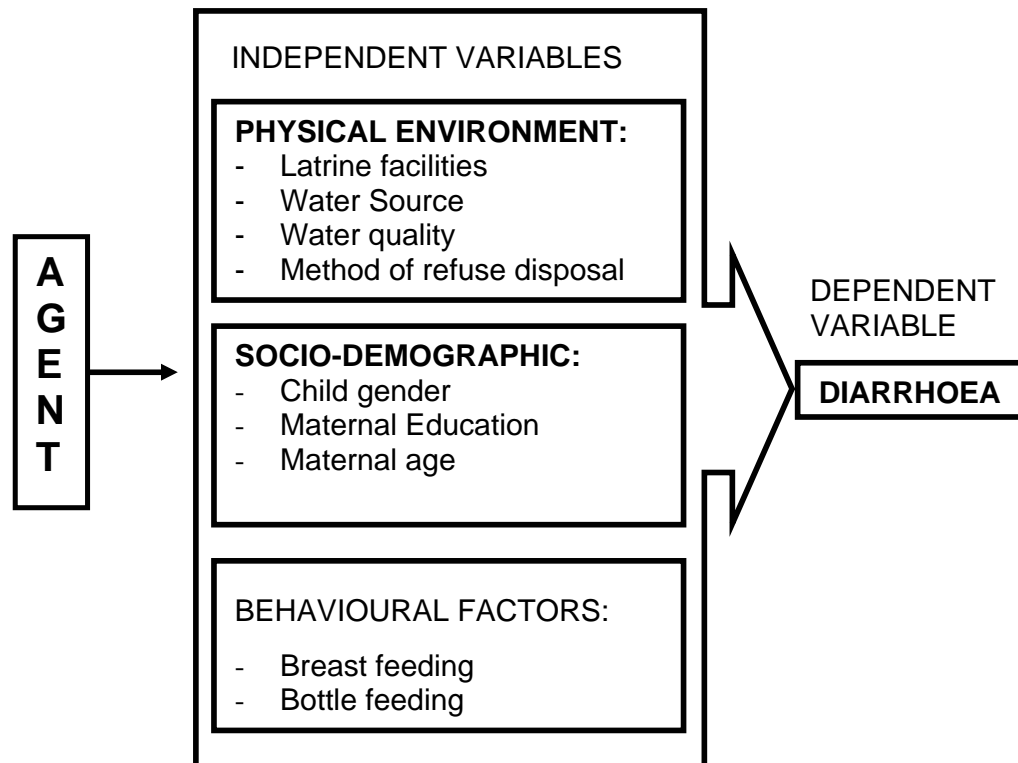 AGENT
INDEPENDENT VARIABLES
PHYSICAL ENVIRONMENT:
- Latrine facilities
- Water Source
- Water quality
- Method of refuse disposal
SOCIO-DEMOGRAPHIC:
- Child gender
- Maternal Education
- Maternal age
BEHAVIOURAL FACTORS:
- Breast feeding
- Bottle feeding
DEPENDENT
VARIABLE
DIARRHOEA